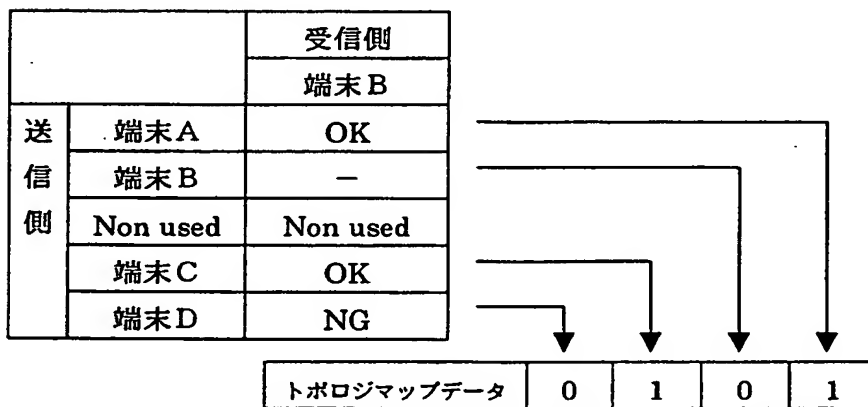 受信側
端末B
送信側
端末A OK
端末B －
Non used Non used
端末C OK
端末D NG
トポロジマップデータ 0 1 0 1